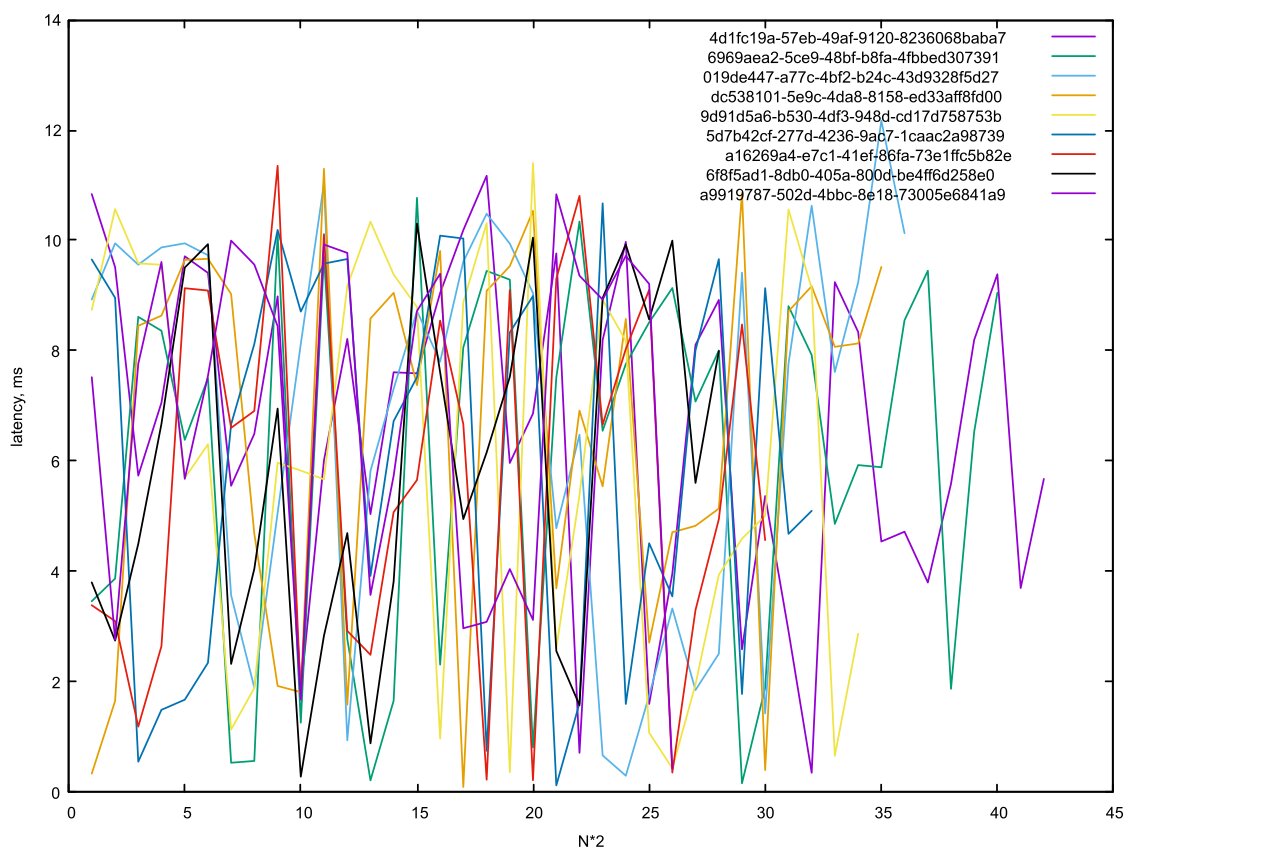 14
4d1fc19a-57eb-49af-9120-8236068baba7
6969aea2-5ce9-48bf-b8fa-4fbbed307391
019de447-a77c-4bf2-b24c-43d9328f5d27
dc538101-5e9c-4da8-8158-ed33aff8fd00
9d91d5a6-b530-4df3-948d-cd17d758753b
12
5d7b42cf-277d-4236-9ac7-1caac2a98739
a16269a4-e7c1-41ef-86fa-73e1ffc5b82e
6f8f5ad1-8db0-405a-800d-be4ff6d258e0
a9919787-502d-4bbc-8e18-73005e6841a9
10
8
latency, ms
6
4
2
0
0 5 10 15 20 25 30 35 40 45
N*2